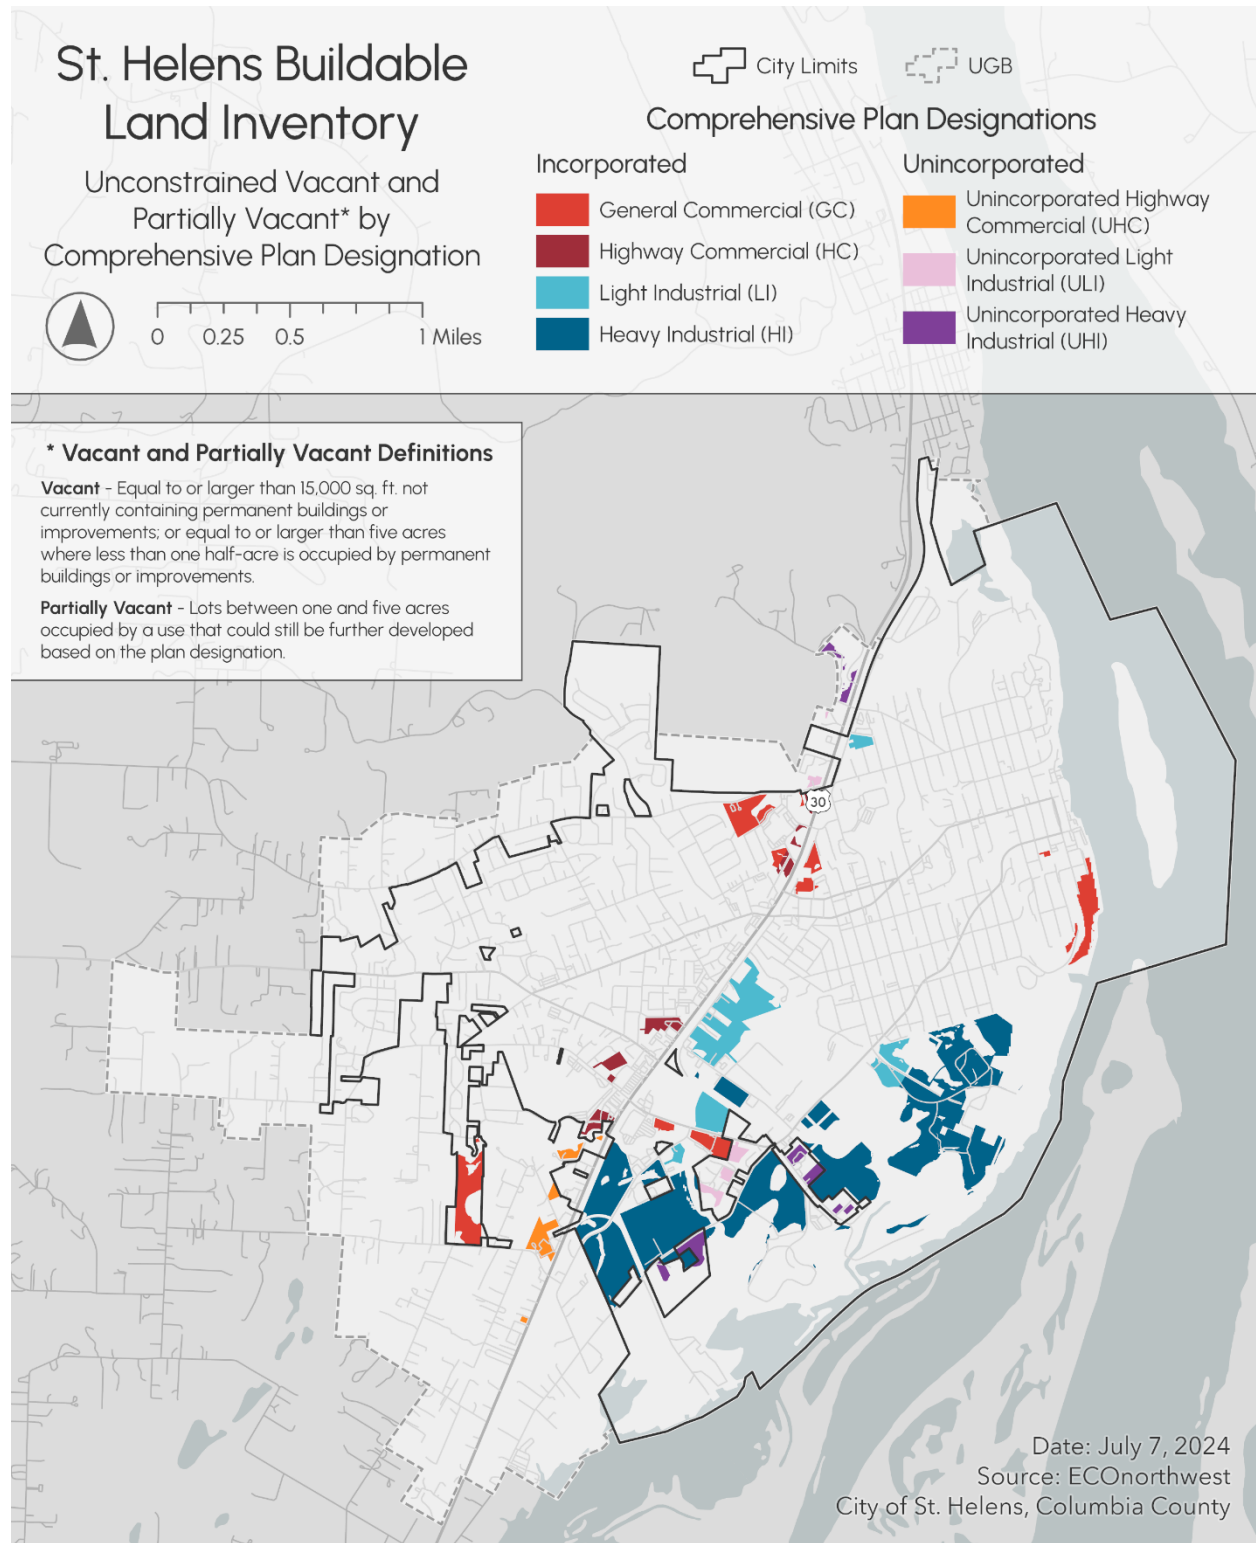 St. Helens Buildable
Land Inventory
Unconstrained Vacant and
Partially Vacant* by
Comprehensive Plan Designation
0 0.25 0.5 1 Miles
City Limits
UGB
Comprehensive Plan Designations
Incorporated
General Commercial (GC)
Highway Commercial (HC)
Light Industrial (LI)
Heavy Industrial (HI)
Unincorporated
Unincorporated Highway
Commercial (UHC)
Unincorporated Light
Industrial (ULI)
Unincorporated Heavy
Industrial (UHI)
* Vacant and Partially Vacant Definitions
Vacant - Equal to or larger than 15,000 sq. ft. not
currently containing permanent buildings or
improvements; or equal to or larger than five acres
where less than one half-acre is occupied by permanent
buildings or improvements.
Partially Vacant - Lots between one and five acres
occupied by a use that could still be further developed
based on the plan designation.
30
Date: July 7, 2024
Source: ECOnorthwest
City of St. Helens, Columbia County